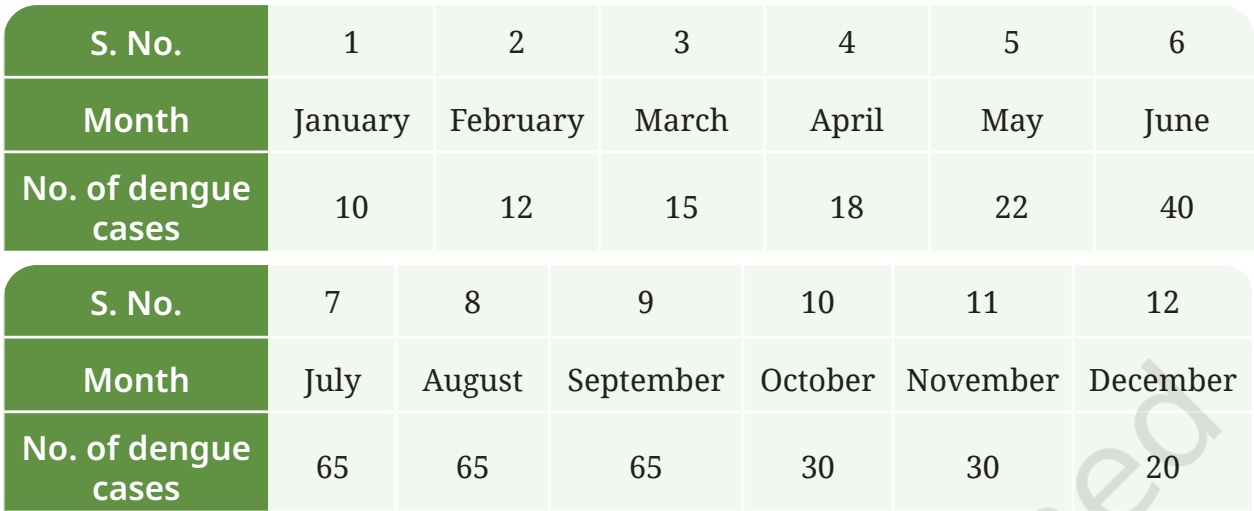 S. No. 1 2 3 4 5 6
Month January February March April May June
No. of dengue
cases 10 12 15 18 22 40
S. No. 7 8 9 10 11 12
Month July August September October November December
No. of dengue
cases 65 65 65 30 30 20